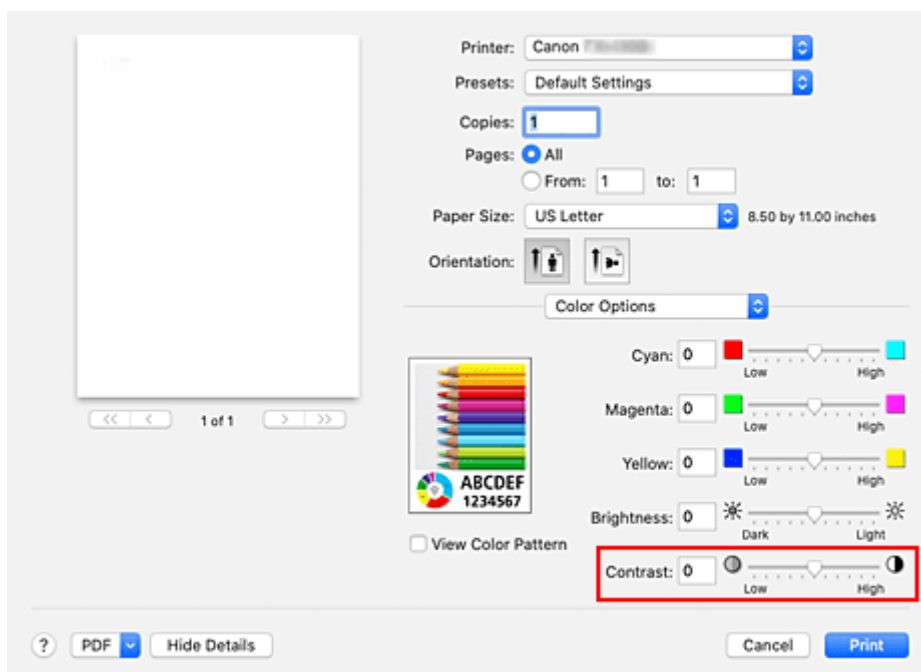 Printer: Canon
Presets: Default Settings
Copies: 1
Pages: All
From: 1 to: 1
Paper Size: US Letter 8.50 by 11.00 inches
Orientation:
Color Options
1 of 1
Cyan: 0
Low High
Magenta: 0
Low High
Yellow: 0
Low High
ABCDEF
1234567
Brightness: 0
Dark Light
View Color Pattern
Contrast: 0
Low High
? PDF Hide Details Cancel Print